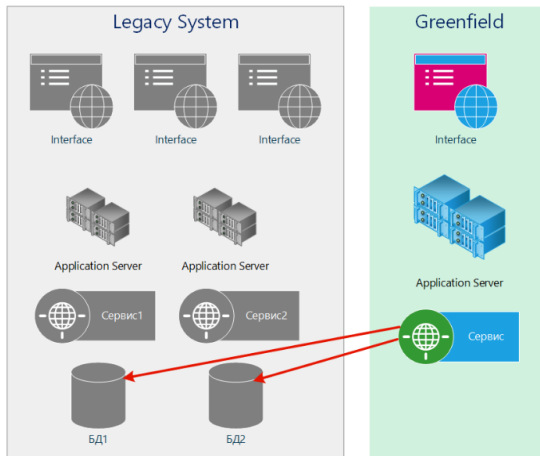 Legacy System
Greenfield
Interface
Interface
Interface
Interface
Application Server
Application Server
Application Server
Сервис1
Сервис2
Сервис
БД1
БД2